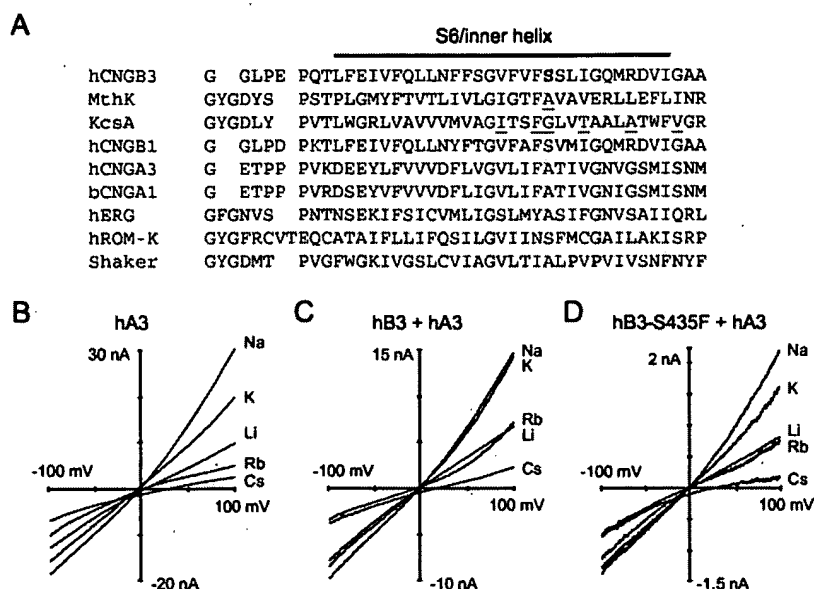 A
S6/inner helix
hCNGB3 G GLPE PQTLFEIVFQLLNFFSGVFVFSSLIGQMRDVIGAA
MthK GYGDYS PSTPLGMYFTVTLIVLGIGTFAVAVERLLEFLINR
KcsA GYGDLY PVTLWGRLVAVVVMVAGITSFGLVTAALATWFVGR
hCNGB1 G GLPD PKTLFEIVFQLLNYFTGVFAFSVMIGQMRDVIGAA
hCNGA3 G ETPP PVKDEEYLFVVVDFLVGVLIFATIVGNVGSMISNM
bCNGA1 G ETPP PVRDSEYVFVVVDFLIGVLIFATIVGNIGSMISNM
hERG GFGNVS PNTNSEKIFSICVMLIGSLMYASIFGNVSAIIQRL
hROM-K GYGFRCVTEQCATAIFLLIFQSILGVIINSFMCGAILAKISRP
Shaker GYGDMT PVGFWGKIVGSLCVIAGVLTIALPVPVIVSNFNYF
B hA3
30 nA
Na
K
Li
Rb
Cs
-100 mV
100 mV
-20 nA
C hB3 + hA3
15 nA
Na
K
Rb
Li
Cs
-100 mV
100 mV
-10 nA
D hB3-S435F + hA3
2 nA
Na
K
Li
Rb
Cs
-100 mV
100 mV
-1.5 nA